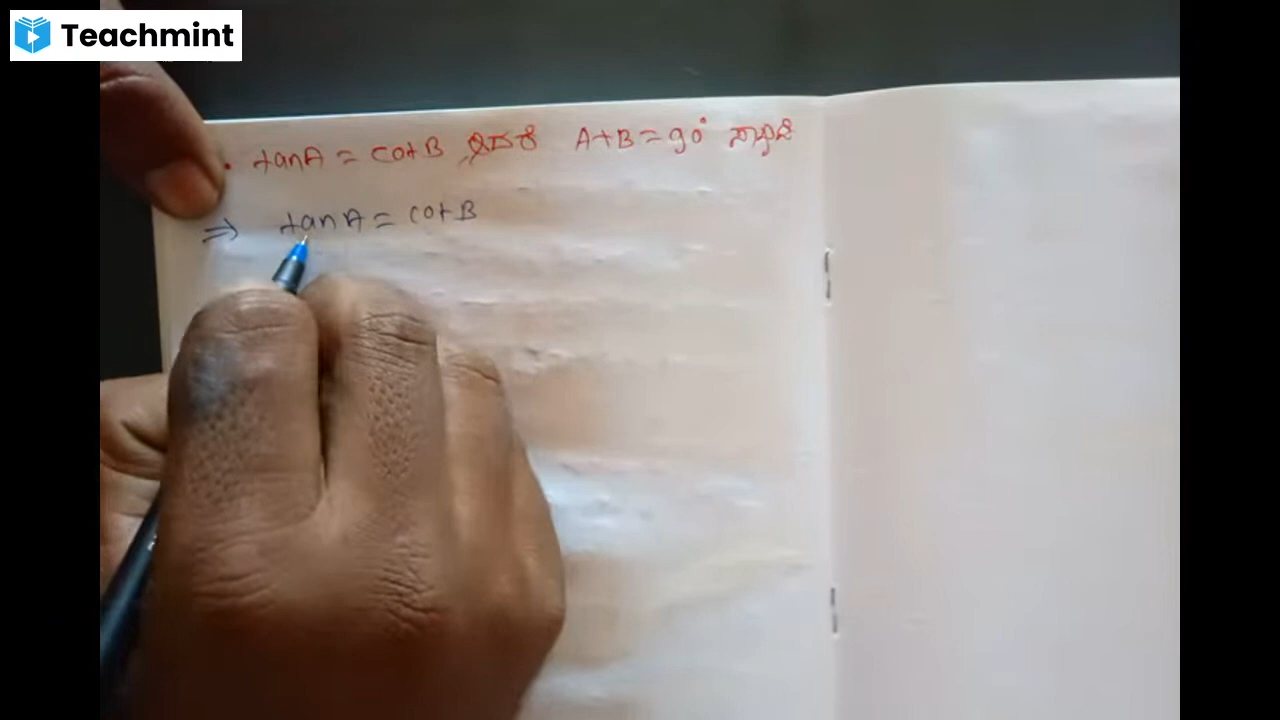 Teachmint
. tanA = cotB ಆದರೆ A+B=90° ಸಾಧಿಸಿ
⇒ tanA = cotB